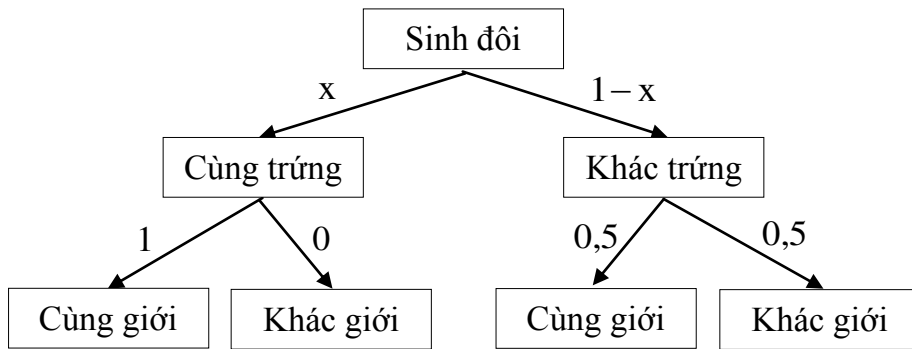 Sinh đôi
x
1 – x
Cùng trứng
Khác trứng
1
0
0,5
0,5
Cùng giới
Khác giới
Cùng giới
Khác giới